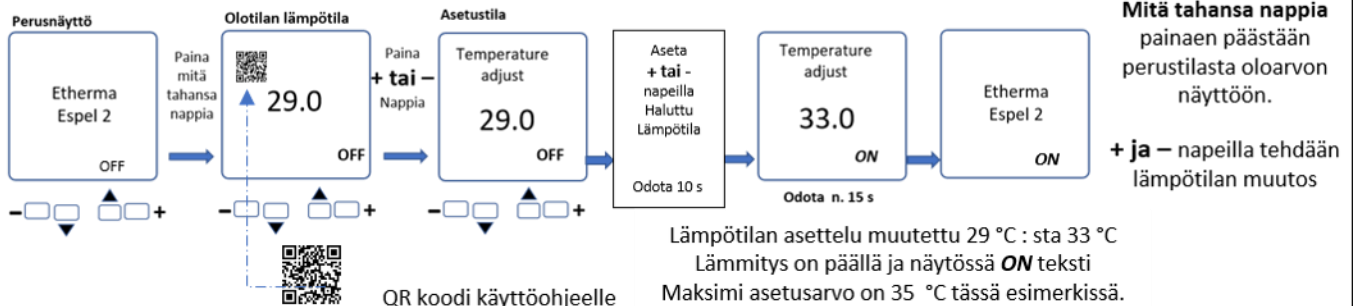 Perusnäyttö
Etherma
Espel 2
OFF
Paina
mitä
tahansa
nappia
Olotilan lämpötila
29.0
OFF
Paina
+ tai –
Nappia
Asetustila
Temperature
adjust
29.0
OFF
Aseta
+ tai -
napeilla
Haluttu
Lämpötila
Odota 10 s
Temperature
adjust
33.0
ON
Odota n. 15 s
Etherma
Espel 2
ON
Mitä tahansa nappia
painaen päästään
perustilasta oloarvon
näyttöön.
+ ja – napeilla tehdään
lämpötilan muutos
– +
– +
– +
QR koodi käyttöohjeelle
Lämpötilan asettelu muutettu 29 °C : sta 33 °C
Lämmitys on päällä ja näytössä ON teksti
Maksimi asetusarvo on 35 °C tässä esimerkissä.